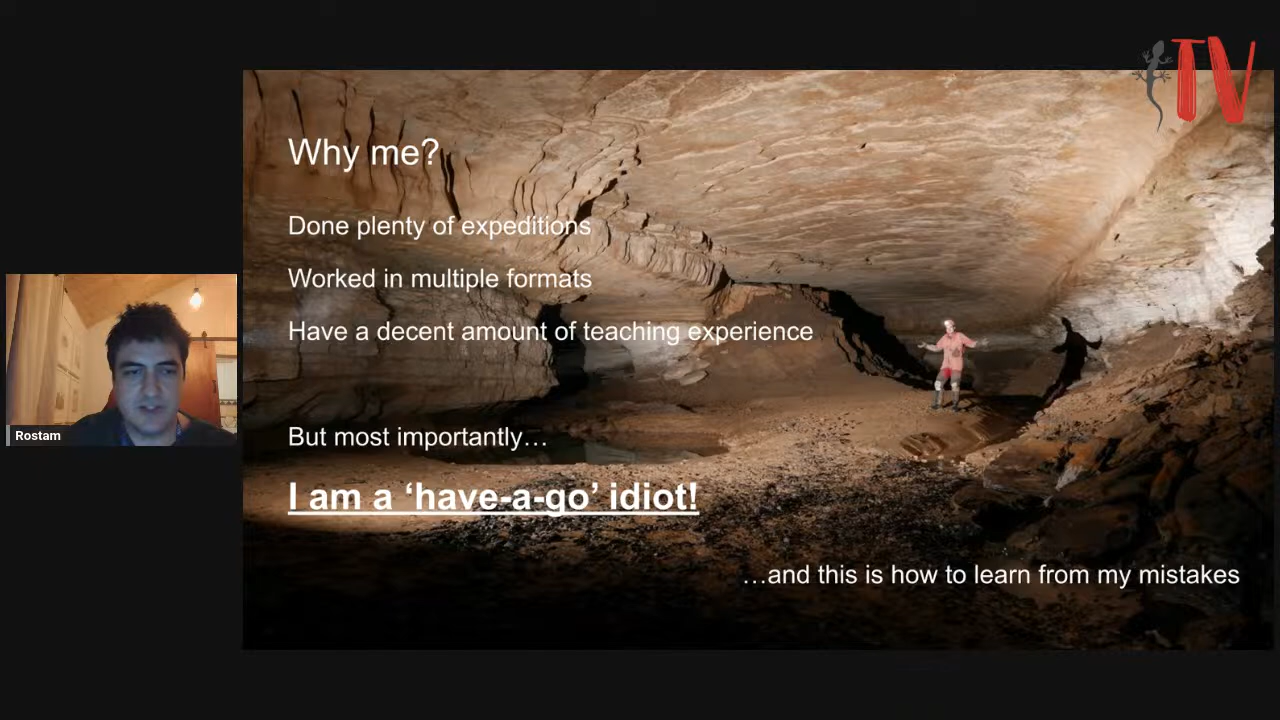 TV
Why me?
Done plenty of expeditions
Worked in multiple formats
Have a decent amount of teaching experience
Rostam
But most importantly…
I am a ‘have-a-go’ idiot!
…and this is how to learn from my mistakes